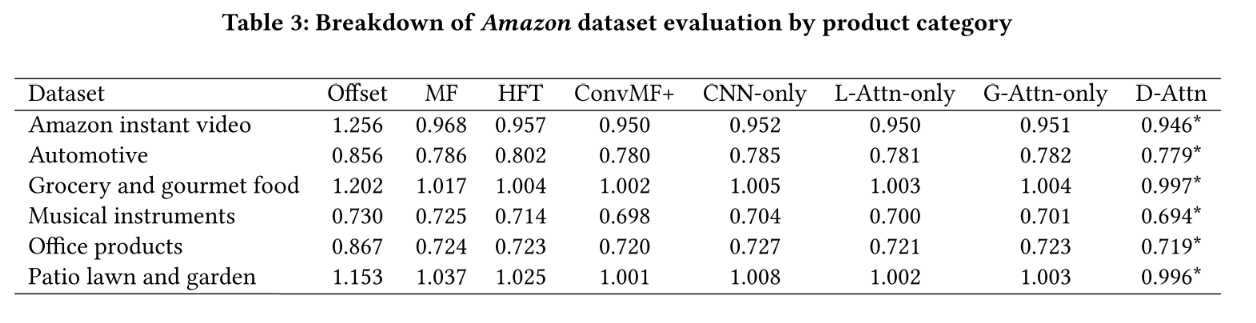 Table 3: Breakdown of Amazon dataset evaluation by product category
Dataset Offset MF HFT ConvMF+ CNN-only L-Attn-only G-Attn-only D-Attn
Amazon instant video 1.256 0.968 0.957 0.950 0.952 0.950 0.951 0.946*
Automotive 0.856 0.786 0.802 0.780 0.785 0.781 0.782 0.779*
Grocery and gourmet food 1.202 1.017 1.004 1.002 1.005 1.003 1.004 0.997*
Musical instruments 0.730 0.725 0.714 0.698 0.704 0.700 0.701 0.694*
Office products 0.867 0.724 0.723 0.720 0.727 0.721 0.723 0.719*
Patio lawn and garden 1.153 1.037 1.025 1.001 1.008 1.002 1.003 0.996*